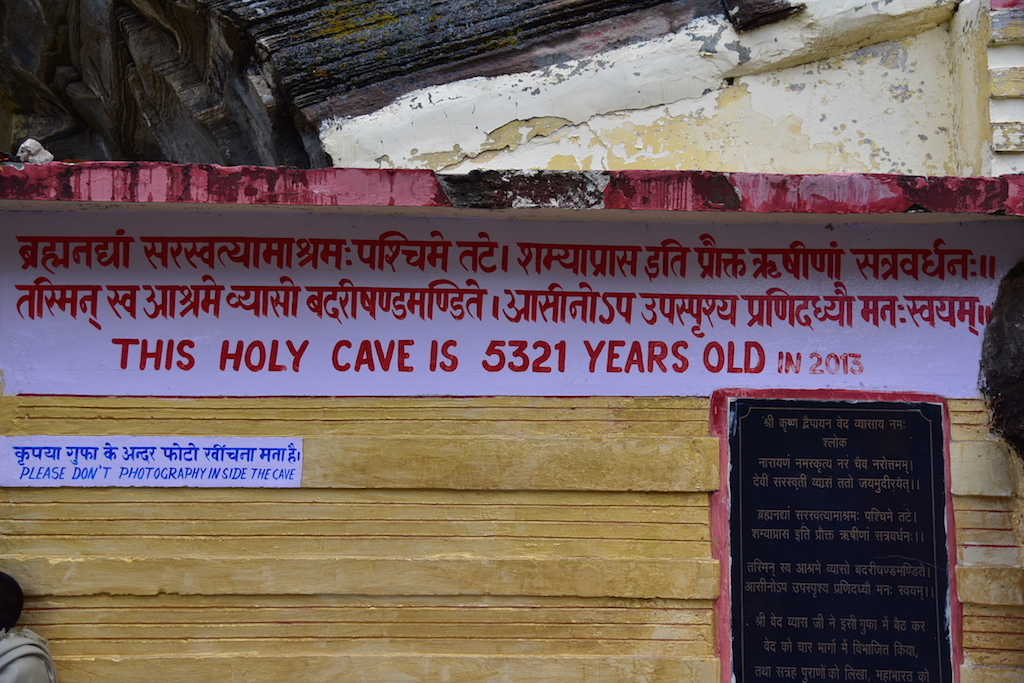 ब्रह्मनद्यां सरस्वत्यामाश्रमः पश्चिमे तटे। शम्याप्रास इति प्रौक्त ऋषीणां सत्रवर्धनः॥
तस्मिन् स्व आश्रमे व्यासो बदरीषण्डमण्डिते। आसीनोऽप उपस्पृश्य प्रणिदध्यौ मनःस्वयम्॥
THIS HOLY CAVE IS 5321 YEARS OLD IN 2013
कृपया गुफा के अन्दर फोटो खींचना मना है।
PLEASE DON'T PHOTOGRAPHY INSIDE THE CAVE
श्री कृष्ण द्वैपायन वेद व्यासाय नमः
श्लोक
नारायणं नमस्कृत्य नरं चैव नरोत्तमम्।
देवीं सरस्वतीं व्यासं ततो जयमुदीरयेत्।।
ब्रह्मनद्यां सरस्वत्यामाश्रमः पश्चिमे तटे।
शम्याप्रास इति प्रौक्त ऋषीणां सत्रवर्धनः।।
तस्मिन स्व आश्रमे व्यासो बदरीषण्डमण्डिते।
आसीनोऽप उपस्पृश्य प्रणिदध्यौ मनः स्वयम्।।
श्री वेद व्यास जी ने इसी गुफा में बैठ कर
वेद को चार भागों में विभाजित किया,
तथा सत्रह पुराणों को लिखा, महाभारत को